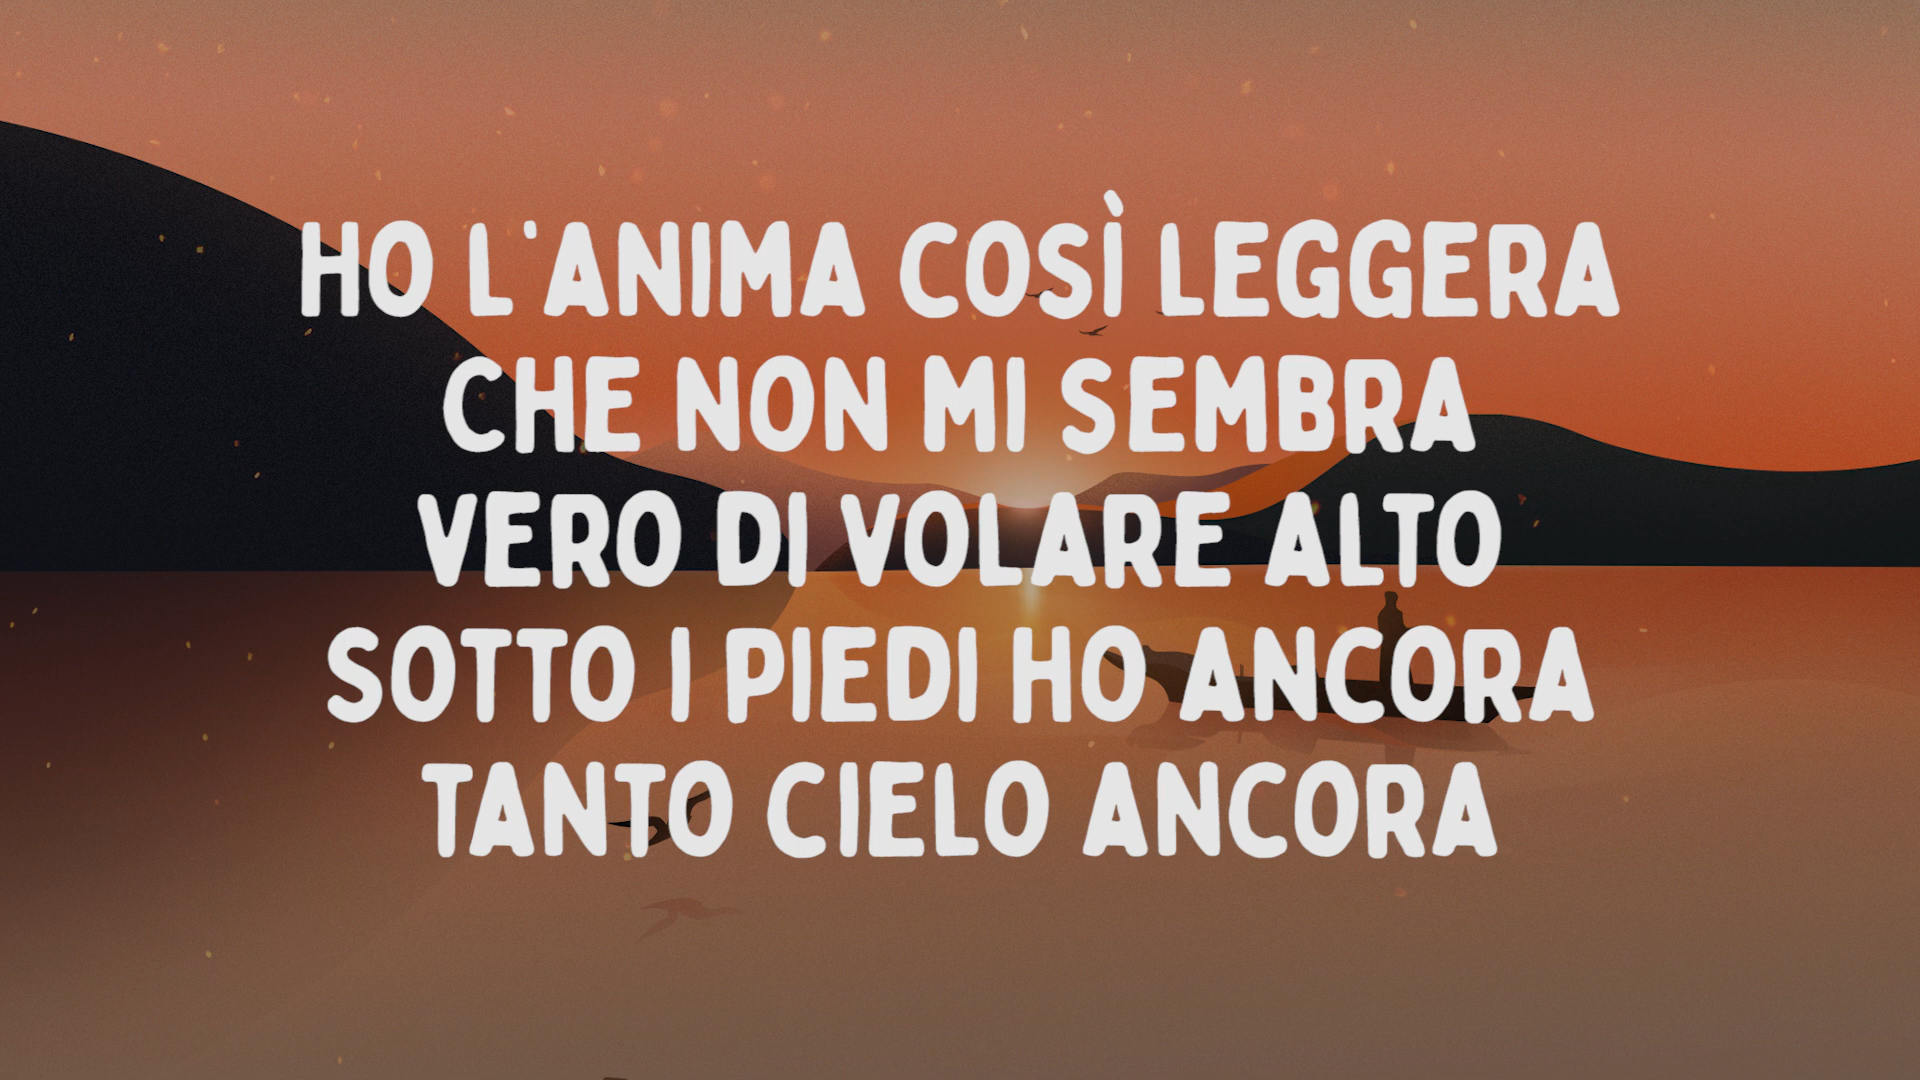 HO L'ANIMA COSÌ LEGGERA
CHE NON MI SEMBRA
VERO DI VOLARE ALTO
SOTTO I PIEDI HO ANCORA
TANTO CIELO ANCORA